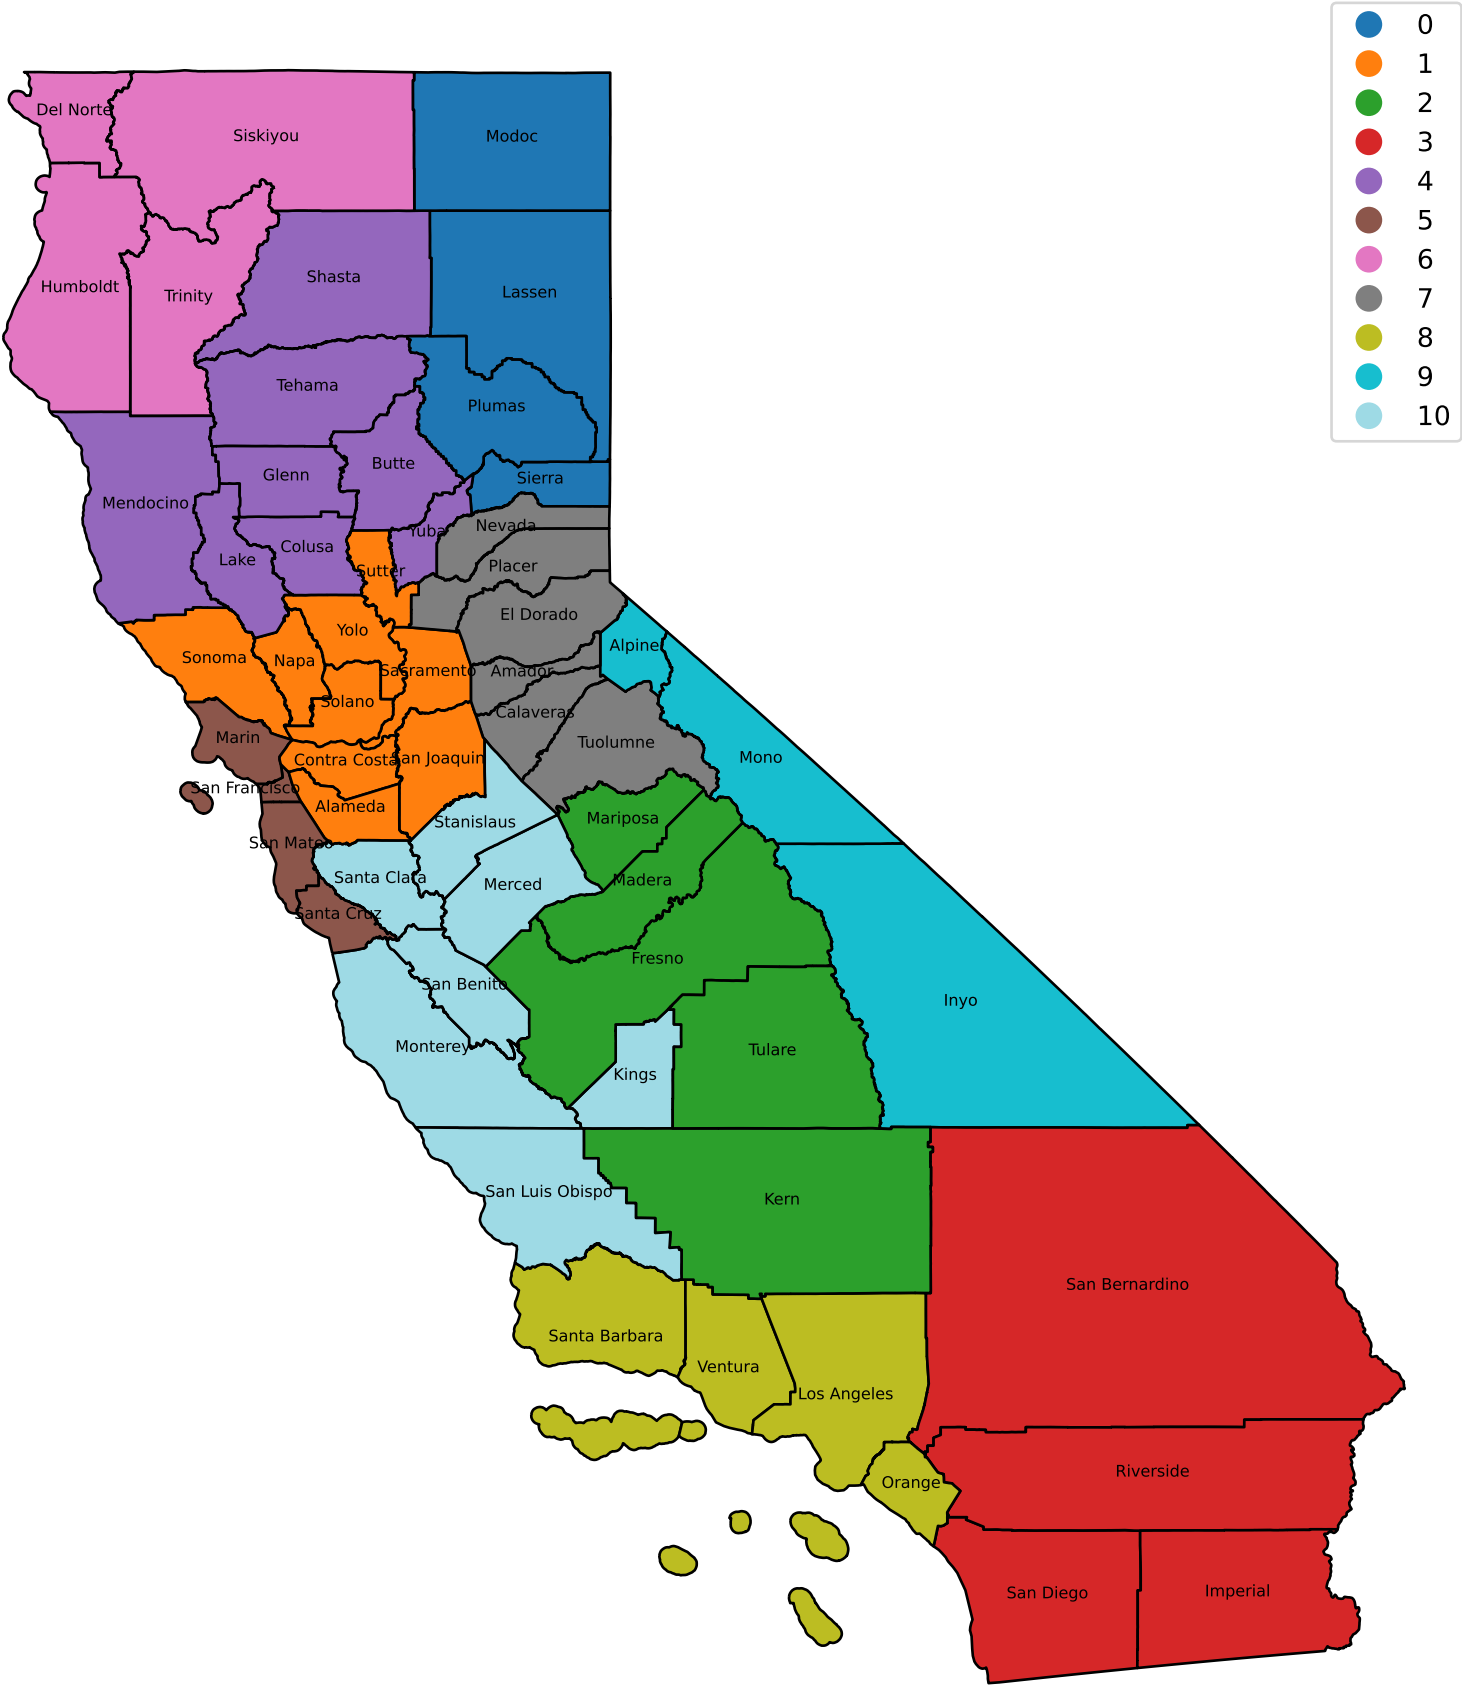 0
1
2
3
4
5
6
7
8
9
10
Del Norte
Siskiyou
Modoc
Humboldt
Trinity
Shasta
Lassen
Tehama
Plumas
Mendocino
Glenn
Butte
Sierra
Lake
Colusa
Yuba
Nevada
Sutter
Placer
El Dorado
Yolo
Sonoma
Napa
Sacramento
Amador
Alpine
Solano
Calaveras
Marin
Contra Costa
San Joaquin
Tuolumne
Mono
San Francisco
Alameda
Stanislaus
Mariposa
San Mateo
Santa Clara
Merced
Madera
Santa Cruz
Fresno
San Benito
Inyo
Monterey
Kings
Tulare
San Luis Obispo
Kern
San Bernardino
Santa Barbara
Ventura
Los Angeles
Orange
Riverside
San Diego
Imperial